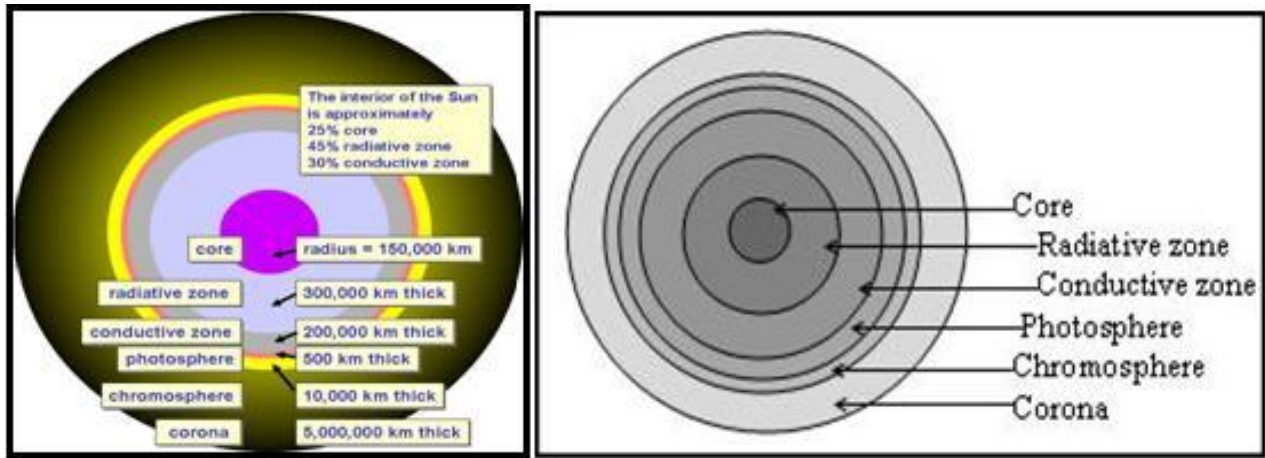 The interior of the Sun
is approximately
25% core
45% radiative zone
30% conductive zone
core radius = 150,000 km
radiative zone 300,000 km thick
conductive zone 200,000 km thick
photosphere 500 km thick
chromosphere 10,000 km thick
corona 5,000,000 km thick
Core
Radiative zone
Conductive zone
Photosphere
Chromosphere
Corona